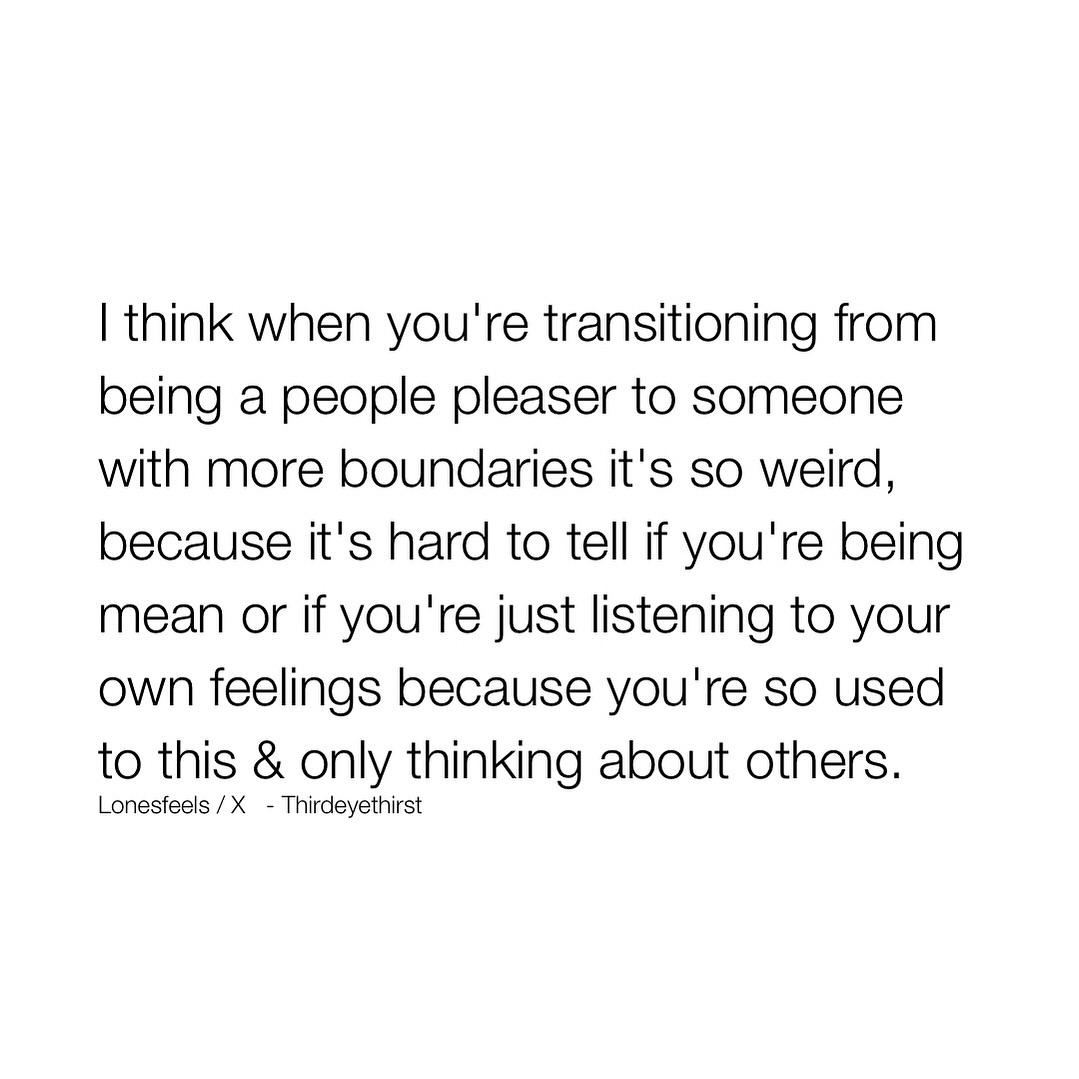 I think when you're transitioning from
being a people pleaser to someone
with more boundaries it's so weird,
because it's hard to tell if you're being
mean or if you're just listening to your
own feelings because you're so used
to this & only thinking about others.
Lonesfeels / X - Thirdeyethirst